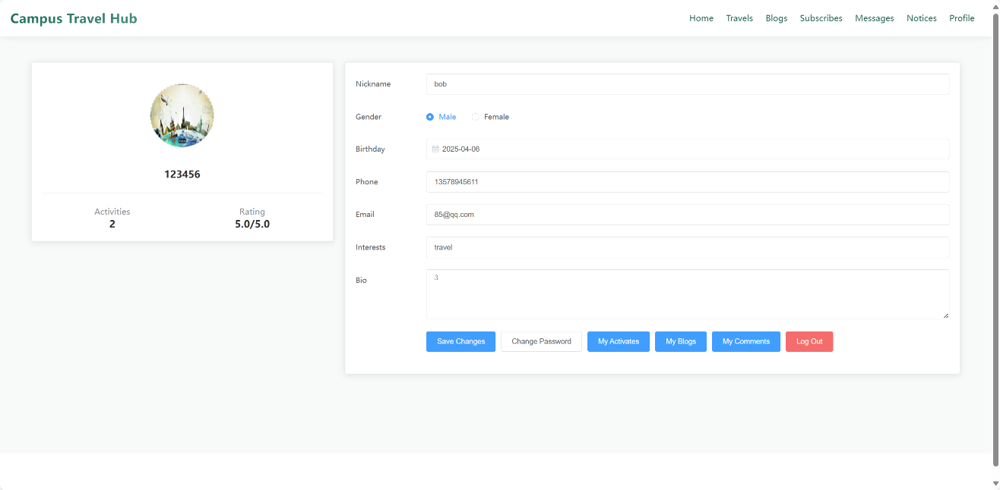 Campus Travel Hub
Home Travels Blogs Subscribes Messages Notices Profile
123456
Activities Rating
2 5.0/5.0
Nickname bob
Gender Male Female
Birthday 2025-04-06
Phone 13578945611
Email 85@qq.com
Interests travel
Bio 3
Save Changes Change Password My Activates My Blogs My Comments Log Out